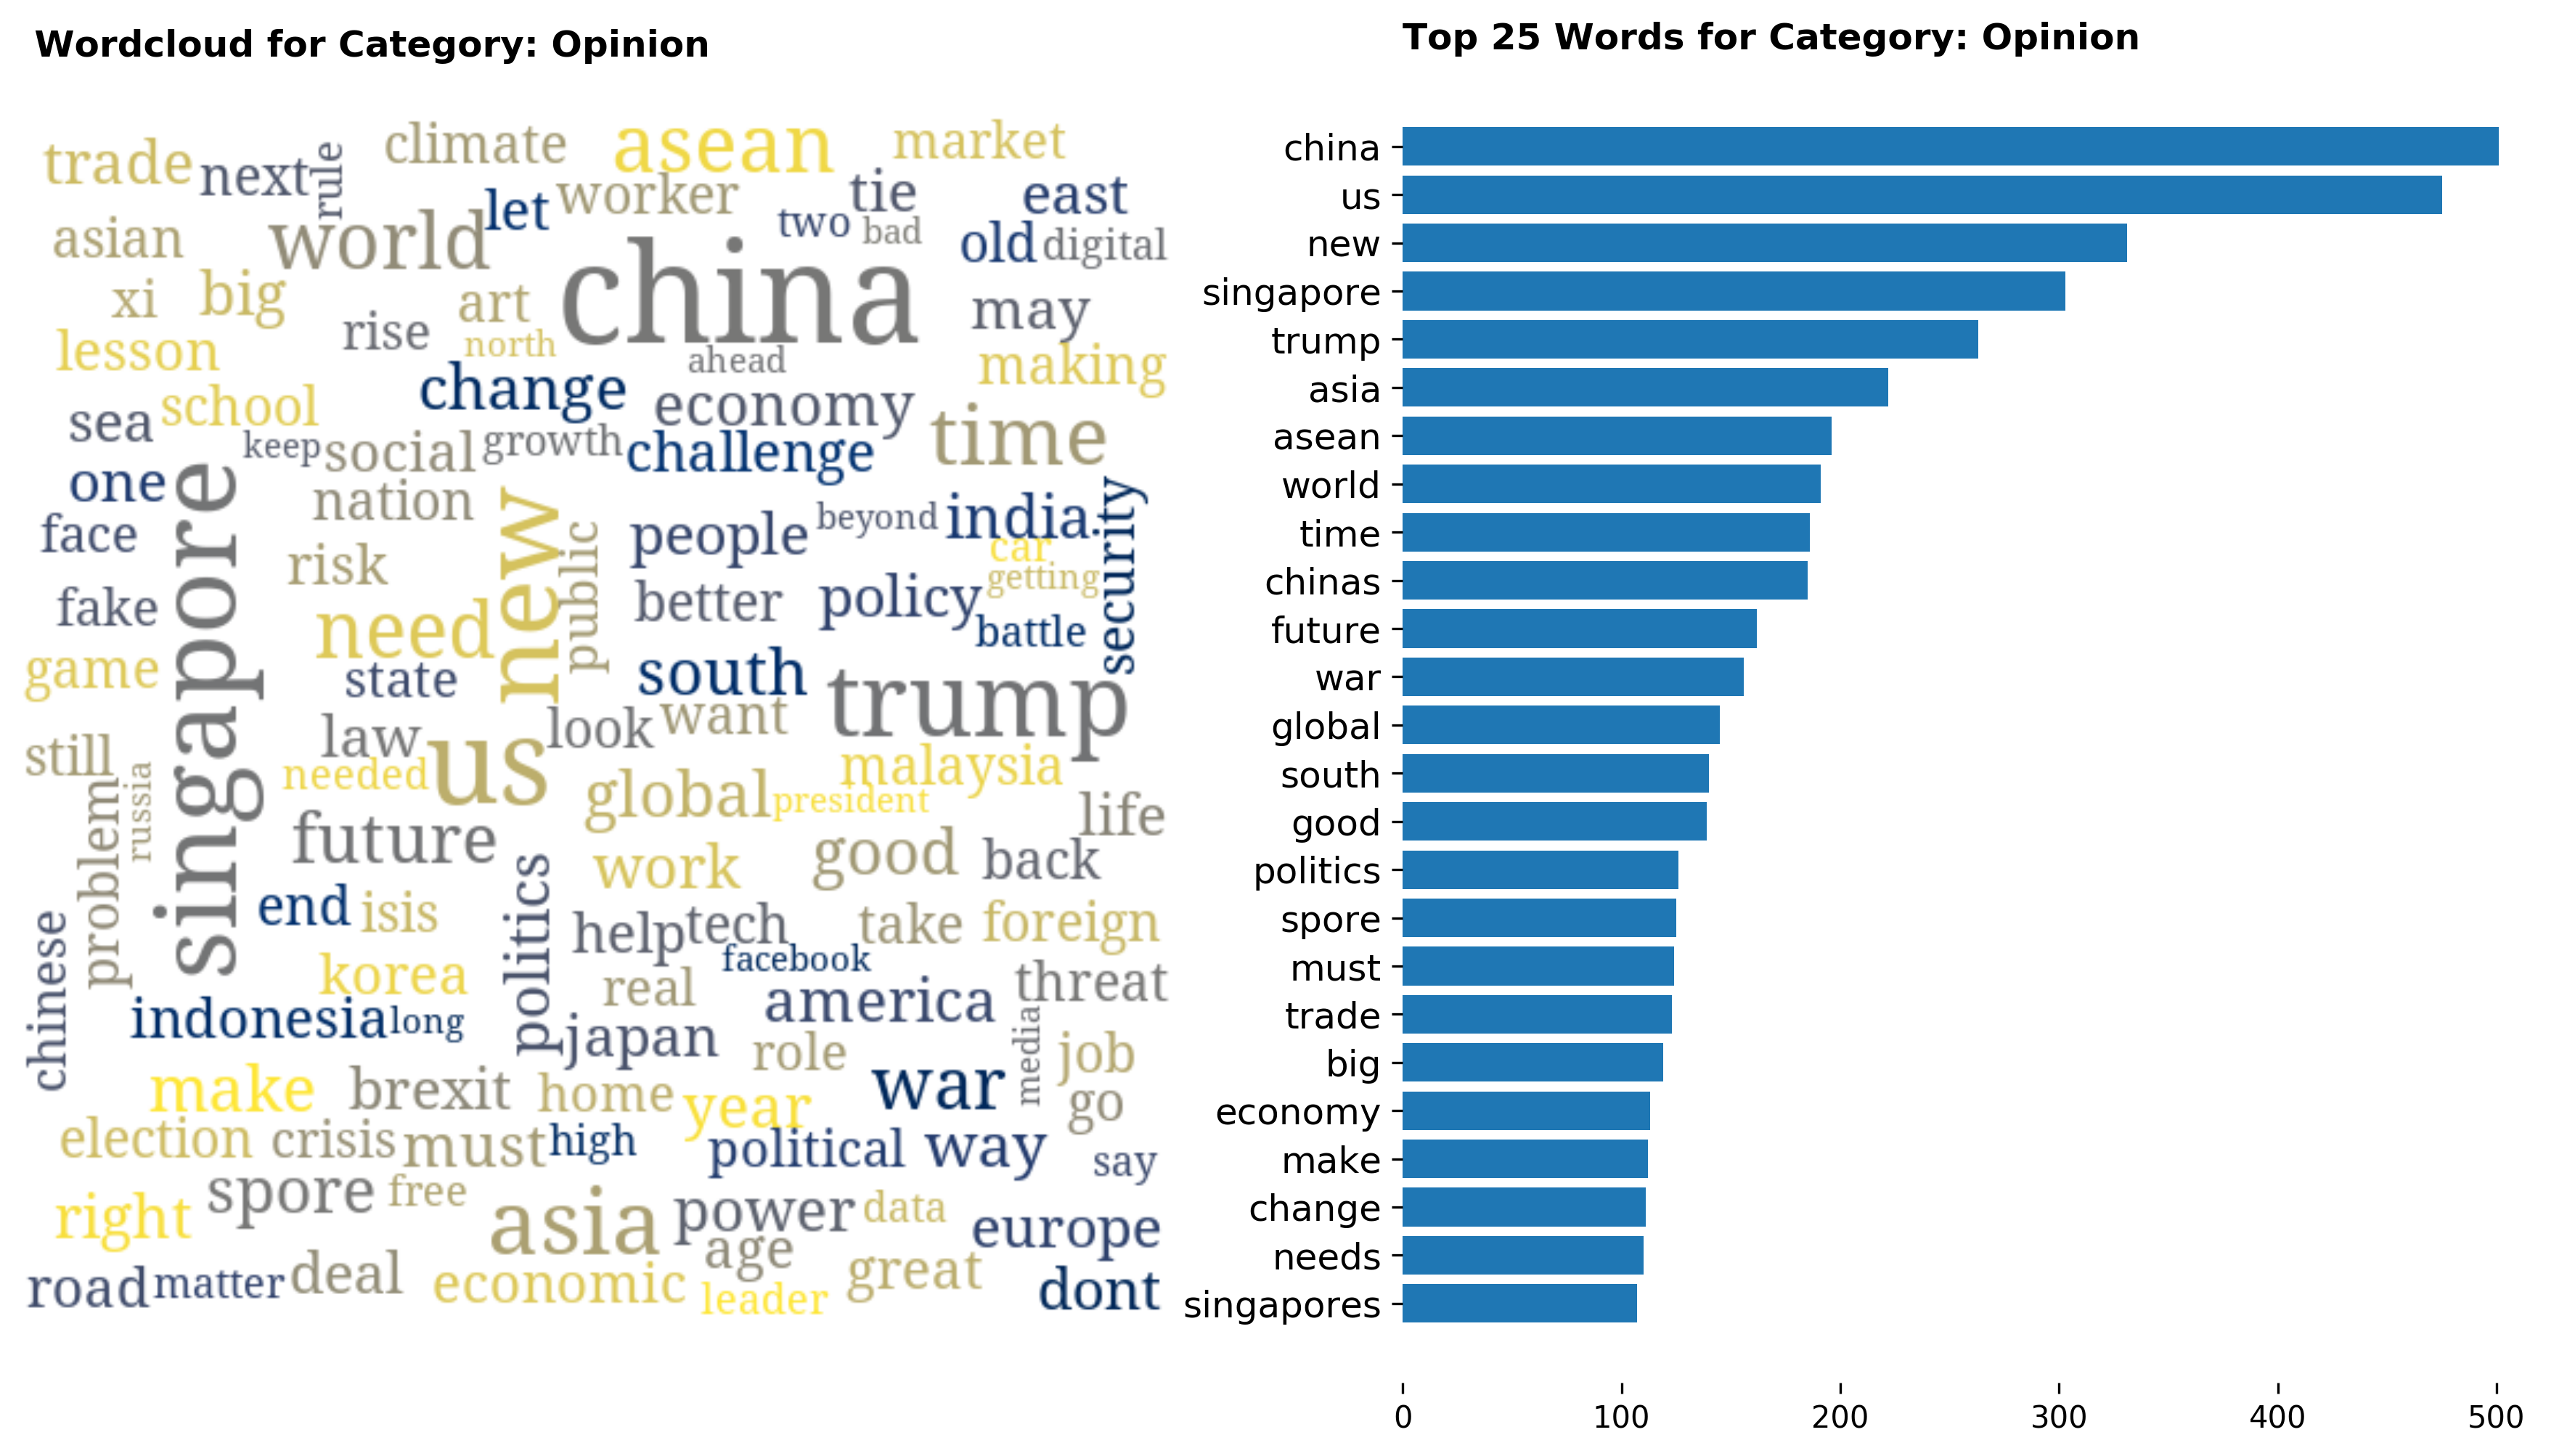 Wordcloud for Category: Opinion
trade
next
rule
climate
asean
market
asian
world
let
worker
tie
two
bad
east
old
digital
xi
big
rise
art
north
china
may
lesson
ahead
making
school
change
economy
sea
keep
social
growth
challenge
time
one
nation
singapore
new
public
people
beyond
india
security
face
risk
car
getting
fake
need
better
policy
battle
game
state
south
trump
law
us
look
want
still
needed
malaysia
problem
russia
global
president
life
future
work
good
back
end
isis
politics
help
tech
take
foreign
chinese
korea
facebook
real
america
threat
indonesia
long
japan
role
media
job
make
brexit
home
year
war
go
election
crisis
must
high
political
way
say
right
spore
free
asia
power
data
europe
age
road
matter
deal
economic
leader
great
dont
Top 25 Words for Category: Opinion
china
us
new
singapore
trump
asia
asean
world
time
chinas
future
war
global
south
good
politics
spore
must
trade
big
economy
make
change
needs
singapores
0 100 200 300 400 500